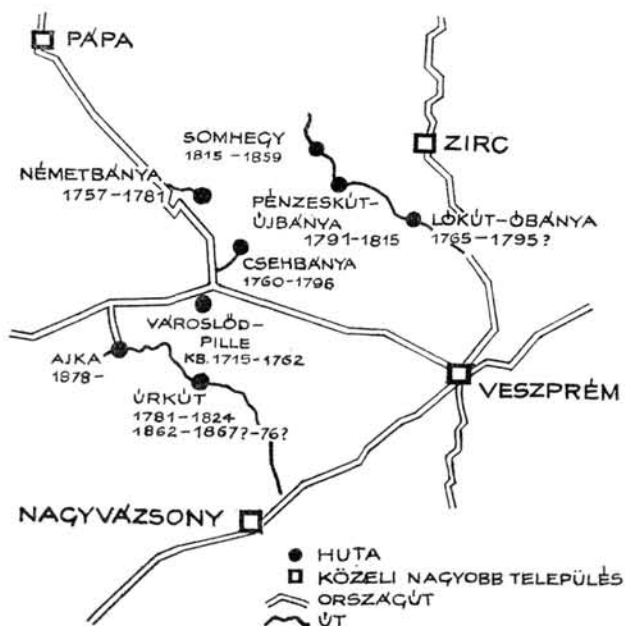 PÁPA
SOMHEGY
1815-1859
ZIRC
NÉMETBÁNYA
1757-1781
PÉNZESKÚT-
ÚJBÁNYA
1791-1815
LÓKÚT-ÓBÁNYA
1765-1795?
CSEHBÁNYA
1760-1796
VÁROSLŐD-
PILLE
KB. 1715-1762
AJKA
1878-
ÚRKÚT
1781-1824
1862-1867?-76?
VESZPRÉM
NAGYVÁZSONY
HUTA
KÖZELI NAGYOBB TELEPÜLÉS
ORSZÁGÚT
ÚT